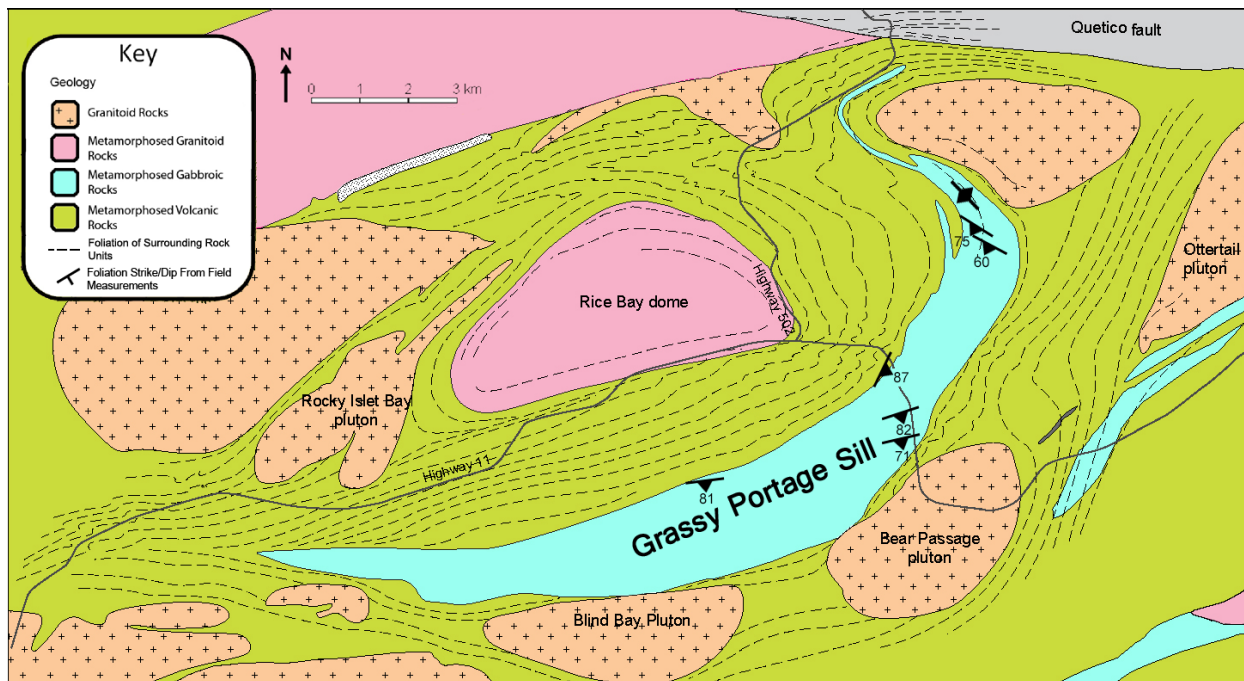 Key
Geology
Granitoid Rocks
Metamorphosed Granitoid
Rocks
Metamorphosed Gabbroic
Rocks
Metamorphosed Volcanic
Rocks
Foliation of Surrounding Rock
Units
Foliation Strike/Dip From Field
Measurements
N
0 1 2 3 km
Quetico fault
75
60
Ottertail
pluton
Rice Bay dome
Highway 502
87
Rocky Islet Bay
pluton
82
71
Highway 11
81
Grassy Portage Sill
Bear Passage
pluton
Blind Bay Pluton